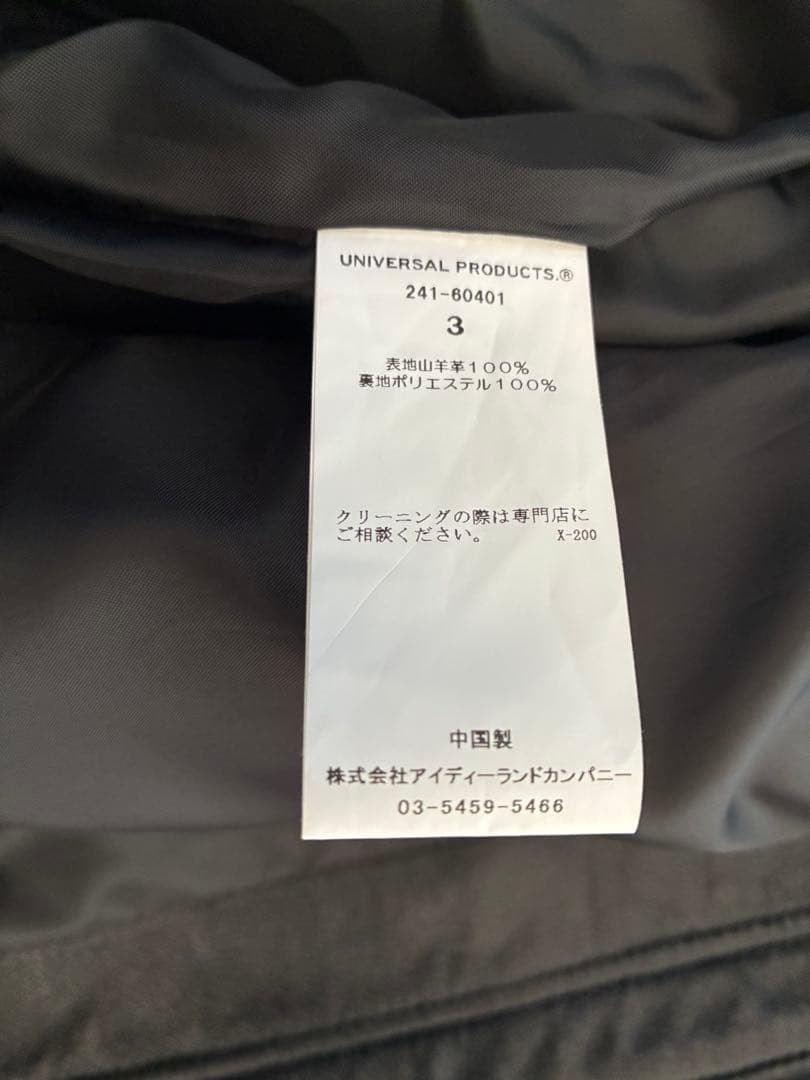 UNIVERSAL PRODUCTS.®
241-60401
3
表地山羊革100%
裏地ポリエステル100%
クリーニングの際は専門店に
ご相談ください。 X-200
中国製
株式会社アイディーランドカンパニー
03-5459-5466